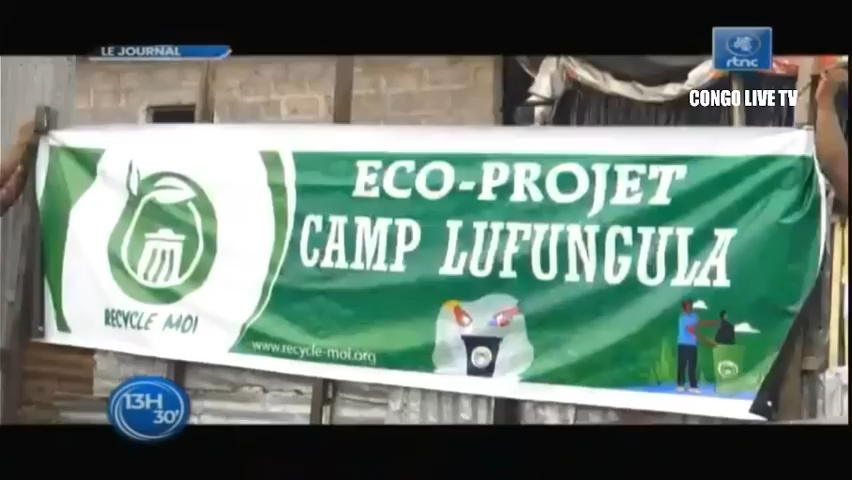 LE JOURNAL
rtnc
CONGO LIVE TV
ECO-PROJET
CAMP LUFUNGULA
RECYCLE MOI
www.recycle-moi.org
13H
30'